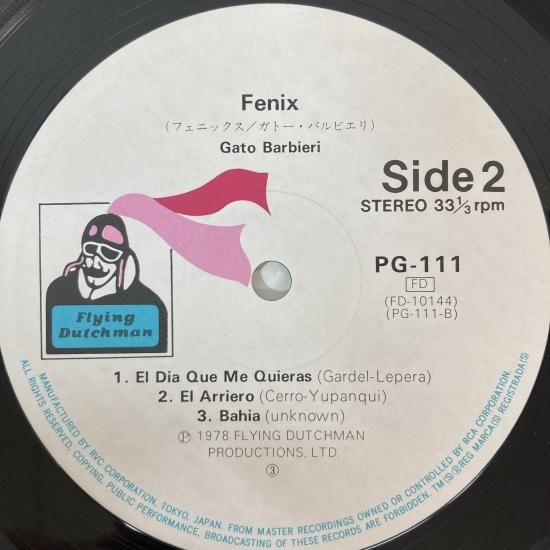 Fenix
(フェニックス/ガトー・バルビエリ)
Gato Barbieri
Side 2
STEREO 33 1/3 rpm
PG-111
FD
(FD-10144)
(PG-111-B)
Flying
Dutchman
1. El Dia Que Me Quieras (Gardel-Lepera)
2. El Arriero (Cerro-Yupanqui)
3. Bahia (unknown)
Ⓟ 1978 FLYING DUTCHMAN
PRODUCTIONS, LTD.
③
MANUFACTURED BY RVC CORPORATION, TOKYO, JAPAN. FROM MASTER RECORDINGS OWNED OR CONTROLLED BY RCA CORPORATION.
ALL RIGHTS RESERVED, COPYING, PUBLIC PERFORMANCE, BROADCASTING OF THESE RECORDS ARE FORBIDDEN. TM(S)®REG MARCA(S) REGISTRADA(S)